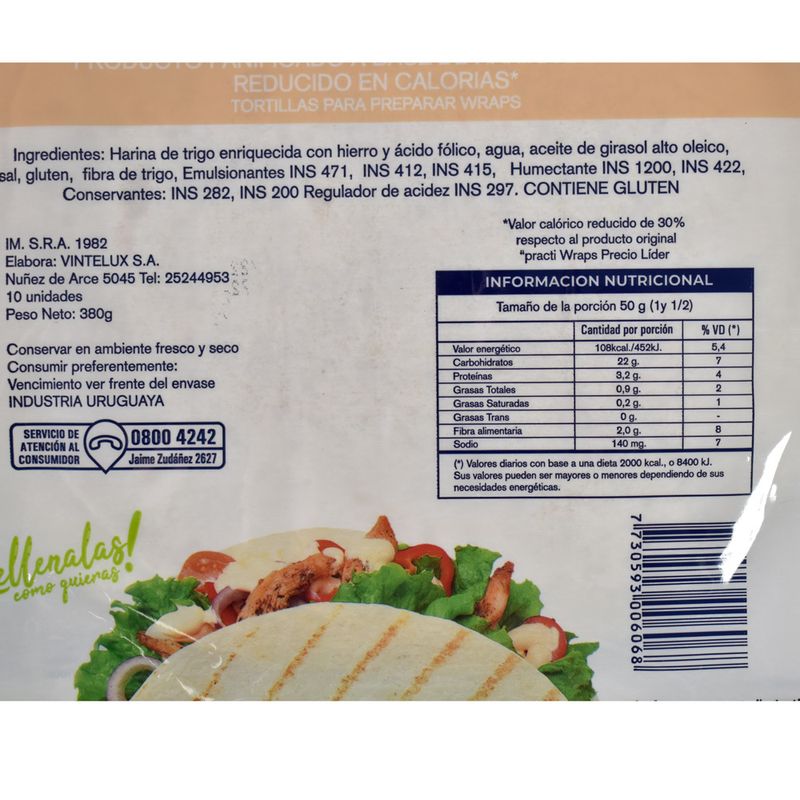 REDUCIDO EN CALORIAS*
TORTILLAS PARA PREPARAR WRAPS
Ingredientes: Harina de trigo enriquecida con hierro y ácido fólico, agua, aceite de girasol alto oleico,
sal, gluten, fibra de trigo, Emulsionantes INS 471, INS 412, INS 415, Humectante INS 1200, INS 422,
Conservantes: INS 282, INS 200 Regulador de acidez INS 297. CONTIENE GLUTEN
*Valor calórico reducido de 30%
respecto al producto original
*practi Wraps Precio Líder
IM. S.R.A. 1982
Elabora: VINTELUX S.A.
Nuñez de Arce 5045 Tel: 25244953
10 unidades
Peso Neto: 380g
Conservar en ambiente fresco y seco
Consumir preferentemente:
Vencimiento ver frente del envase
INDUSTRIA URUGUAYA
SERVICIO DE
ATENCIÓN AL
CONSUMIDOR
0800 4242
Jaime Zudáñez 2627
INFORMACION NUTRICIONAL
Tamaño de la porción 50 g (1y 1/2)
Cantidad por porción % VD (*)
Valor energético 108kcal./452kJ. 5,4
Carbohidratos 22 g. 7
Proteínas 3,2 g. 4
Grasas Totales 0,9 g. 2
Grasas Saturadas 0,2 g. 1
Grasas Trans 0 g. -
Fibra alimentaria 2,0 g. 8
Sodio 140 mg. 7
(*) Valores diarios con base a una dieta 2000 kcal., o 8400 kJ.
Sus valores pueden ser mayores o menores dependiendo de sus
necesidades energéticas.
ellenalas!
como quieras
7730593006068